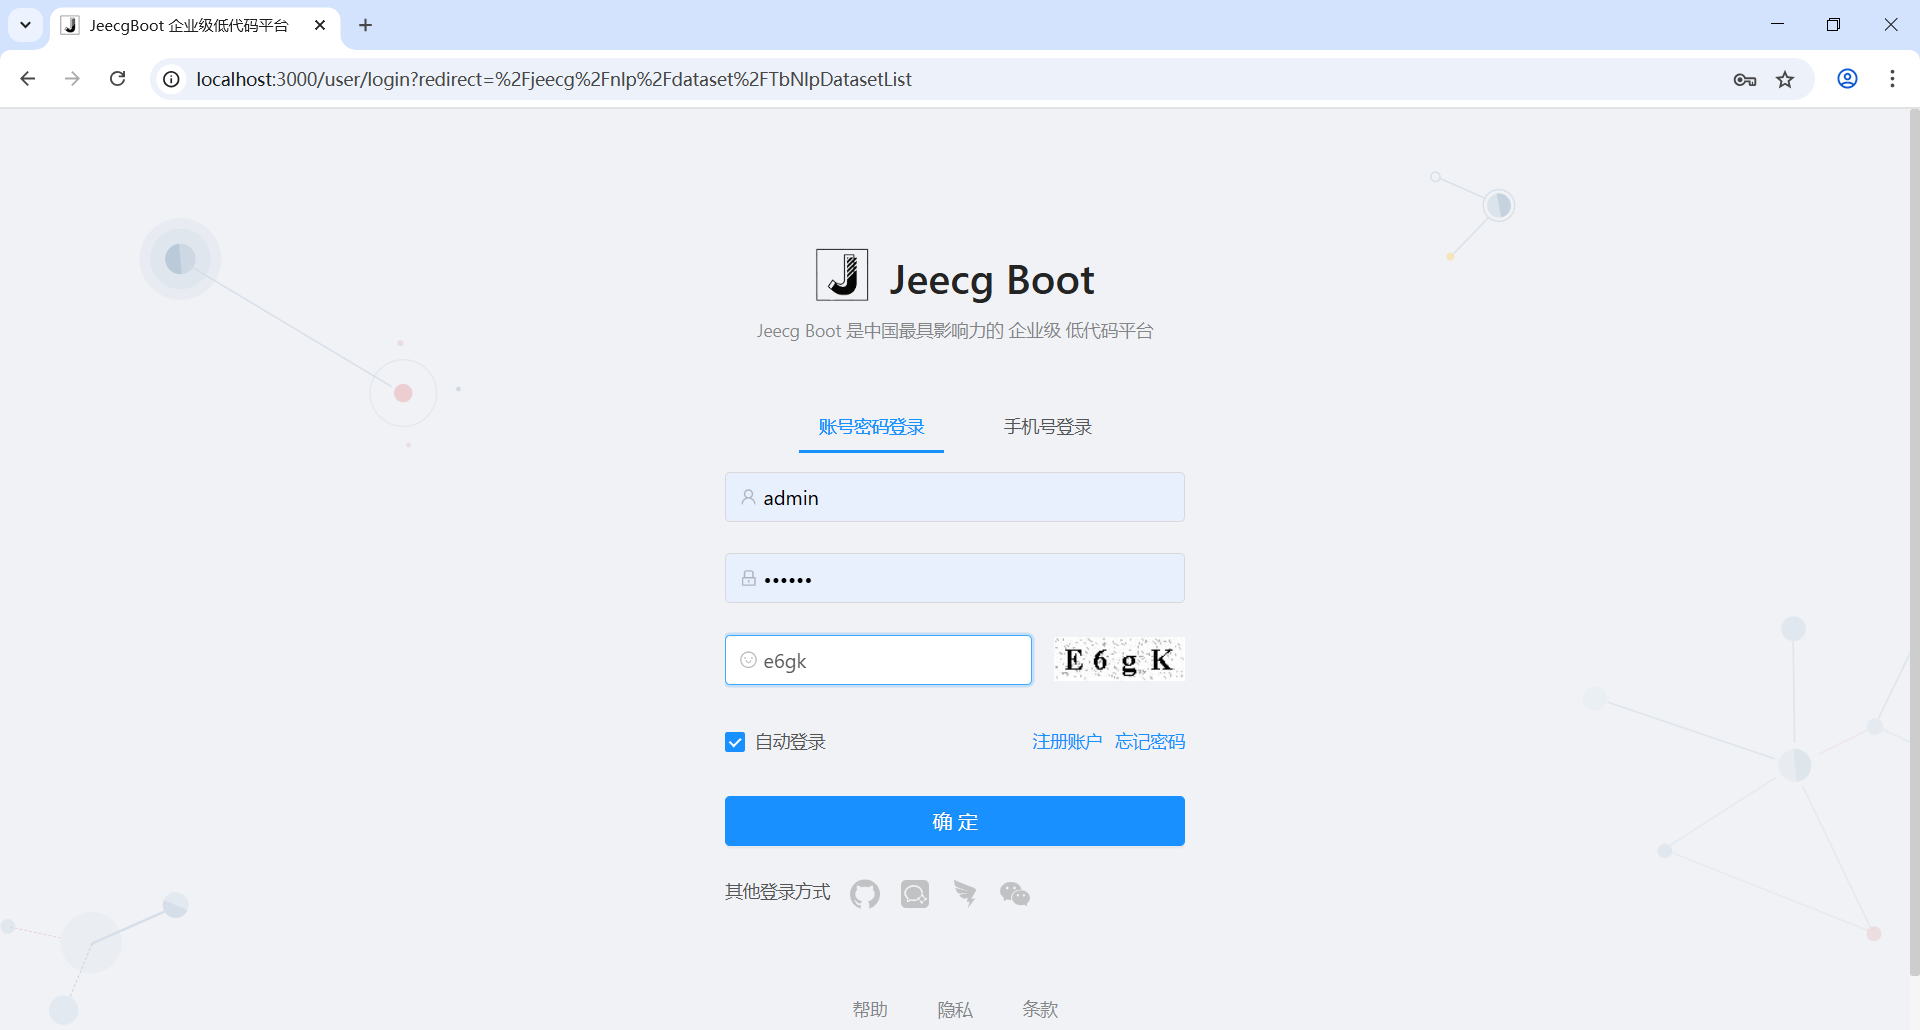 JeecgBoot 企业级低代码平台
localhost:3000/user/login?redirect=%2Fjeecg%2Fnlp%2Fdataset%2FTbNlpDatasetList
J Jeecg Boot
Jeecg Boot 是中国最具影响力的 企业级 低代码平台
账号密码登录 手机号登录
admin
••••••
e6gk E6gK
自动登录 注册账户 忘记密码
确 定
其他登录方式
帮助 隐私 条款